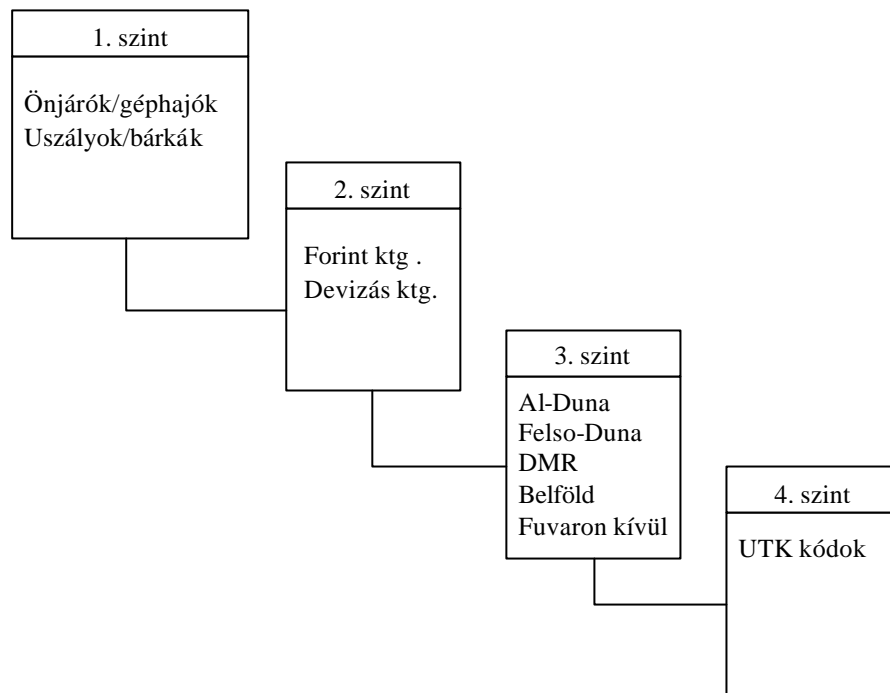 1. szint
Önjárók/géphajók
Uszályok/bárkák
2. szint
Forint ktg .
Devizás ktg.
3. szint
Al-Duna
Felso-Duna
DMR
Belföld
Fuvaron kívül
4. szint
UTK kódok